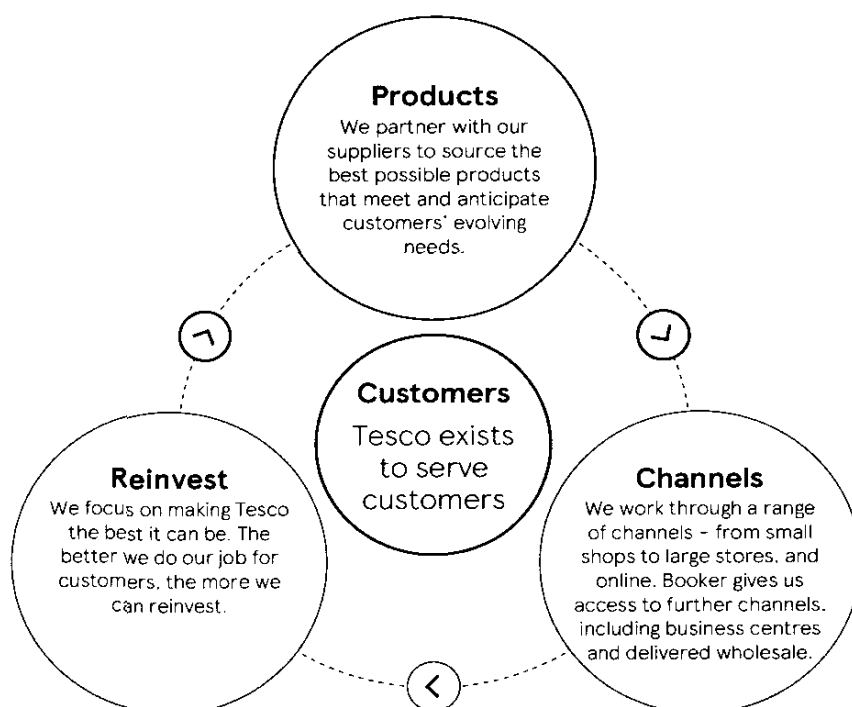 Products
We partner with our
suppliers to source the
best possible products
that meet and anticipate
customers' evolving
needs.
Customers
Tesco exists
to serve
customers
Reinvest
We focus on making Tesco
the best it can be. The
better we do our job for
customers, the more we
can reinvest.
Channels
We work through a range
of channels – from small
shops to large stores, and
online. Booker gives us
access to further channels,
including business centres
and delivered wholesale.